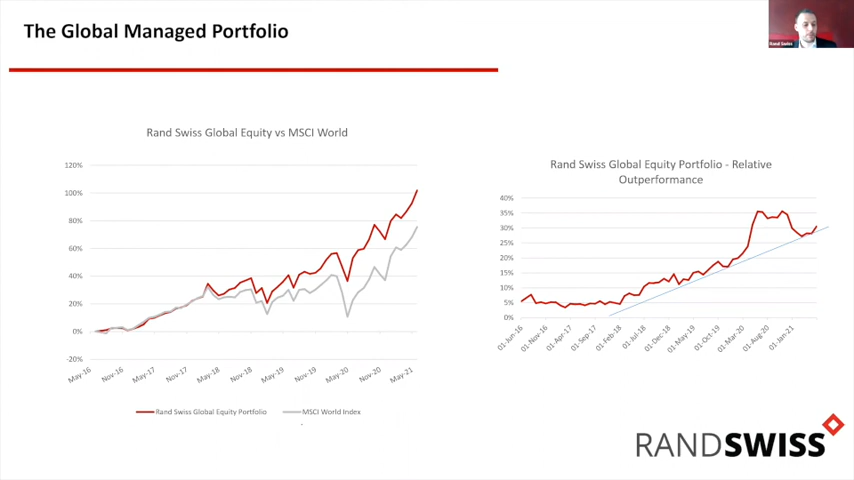 The Global Managed Portfolio
Rand Swiss
Rand Swiss Global Equity vs MSCI World
120%
100%
80%
60%
40%
20%
0%
-20%
May-16
Nov-16
May-17
Nov-17
May-18
Nov-18
May-19
Nov-19
May-20
Nov-20
May-21
Rand Swiss Global Equity Portfolio
MSCI World Index
Rand Swiss Global Equity Portfolio - Relative
Outperformance
40%
35%
30%
25%
20%
15%
10%
5%
0%
01-Jun-16
01-Nov-16
01-Apr-17
01-Sep-17
01-Feb-18
01-Jul-18
01-Dec-18
01-May-19
01-Oct-19
01-Mar-20
01-Aug-20
01-Jan-21
RANDSWISS